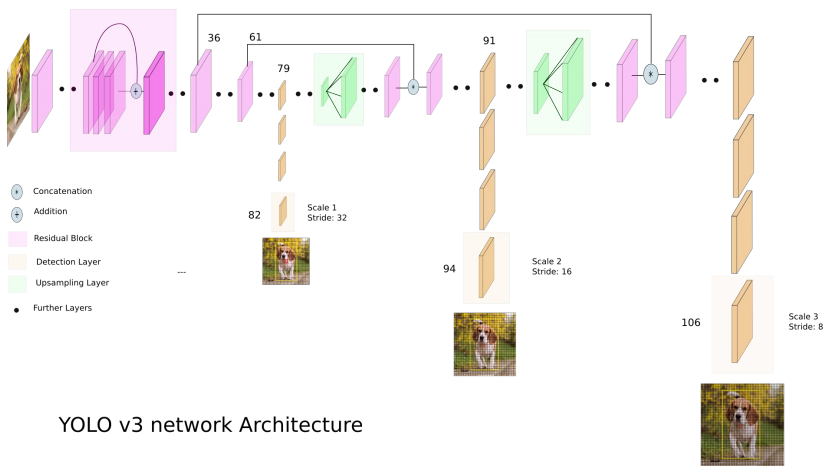 36
61
79
91
*
*
+
82
Scale 1
Stride: 32
94
Scale 2
Stride: 16
106
Scale 3
Stride: 8
* Concatenation
+ Addition
Residual Block
Detection Layer
Upsampling Layer
Further Layers
---
YOLO v3 network Architecture